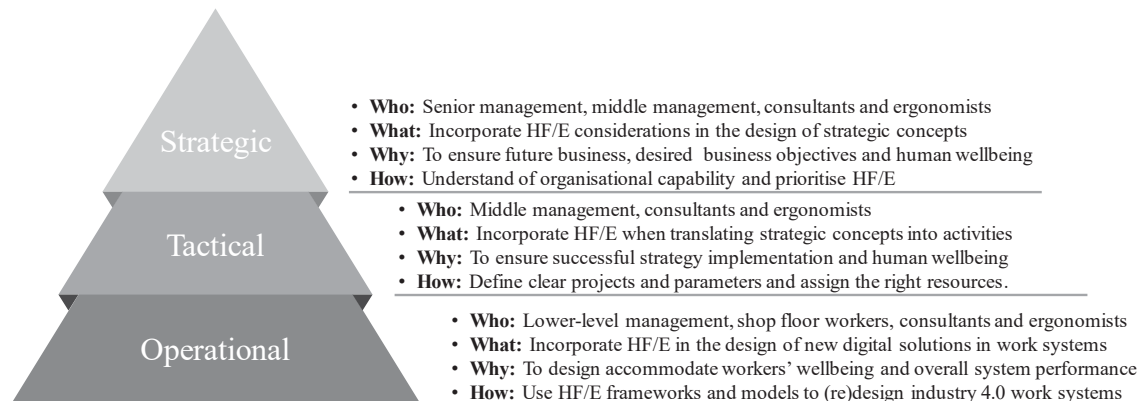 Strategic
• Who: Senior management, middle management, consultants and ergonomists
• What: Incorporate HF/E considerations in the design of strategic concepts
• Why: To ensure future business, desired business objectives and human wellbeing
• How: Understand of organisational capability and prioritise HF/E
Tactical
• Who: Middle management, consultants and ergonomists
• What: Incorporate HF/E when translating strategic concepts into activities
• Why: To ensure successful strategy implementation and human wellbeing
• How: Define clear projects and parameters and assign the right resources.
Operational
• Who: Lower-level management, shop floor workers, consultants and ergonomists
• What: Incorporate HF/E in the design of new digital solutions in work systems
• Why: To design accommodate workers' wellbeing and overall system performance
• How: Use HF/E frameworks and models to (re)design industry 4.0 work systems